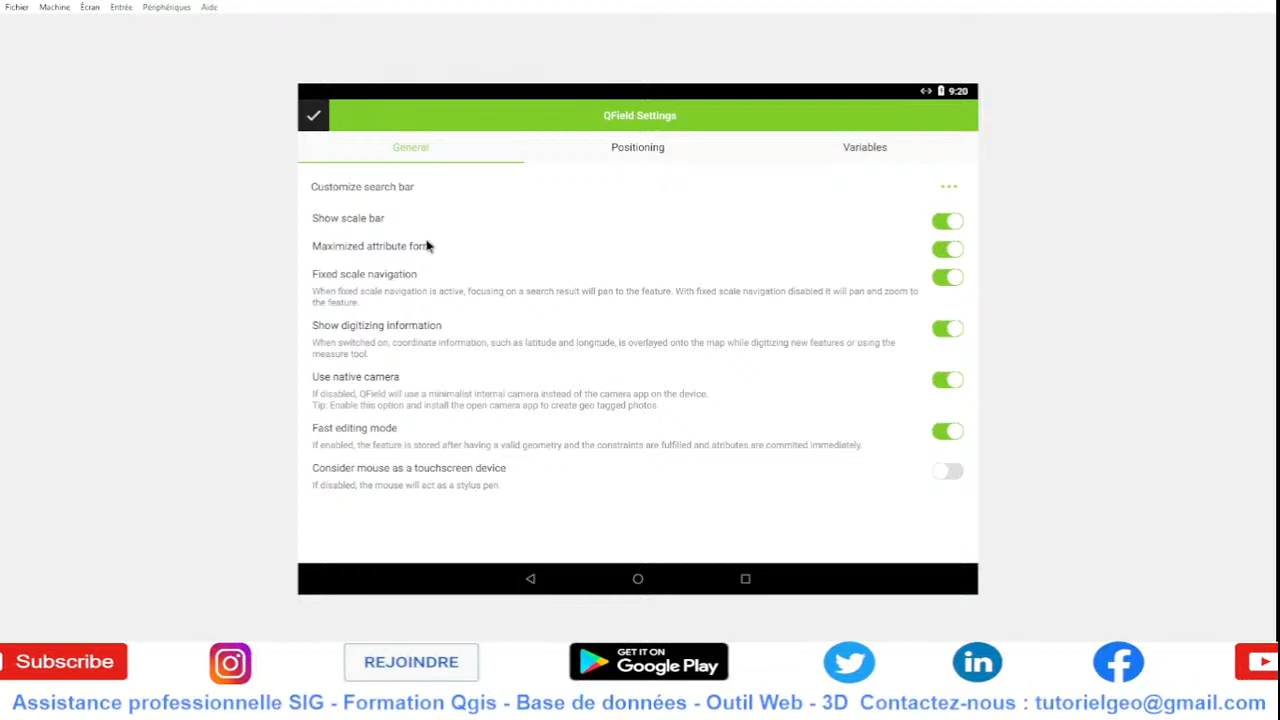 Fichier Machine Écran Entrée Périphériques Aide
9:20
QField Settings
General Positioning Variables
Customize search bar
Show scale bar
Maximized attribute form
Fixed scale navigation
When fixed scale navigation is active, focusing on a search result will pan to the feature. With fixed scale navigation disabled it will pan and zoom to
the feature.
Show digitizing information
When switched on, coordinate information, such as latitude and longitude, is overlayed onto the map while digitizing new features or using the
measure tool.
Use native camera
If disabled, QField will use a minimalist internal camera instead of the camera app on the device.
Tip: Enable this option and install the open camera app to create geo tagged photos.
Fast editing mode
If enabled, the feature is stored after having a valid geometry and the constraints are fulfilled and atributes are commited immediately.
Consider mouse as a touchscreen device
If disabled, the mouse will act as a stylus pen.
Subscribe
REJOINDRE
GET IT ON
Google Play
Assistance professionnelle SIG - Formation Qgis - Base de données - Outil Web - 3D Contactez-nous : tutorielgeo@gmail.com